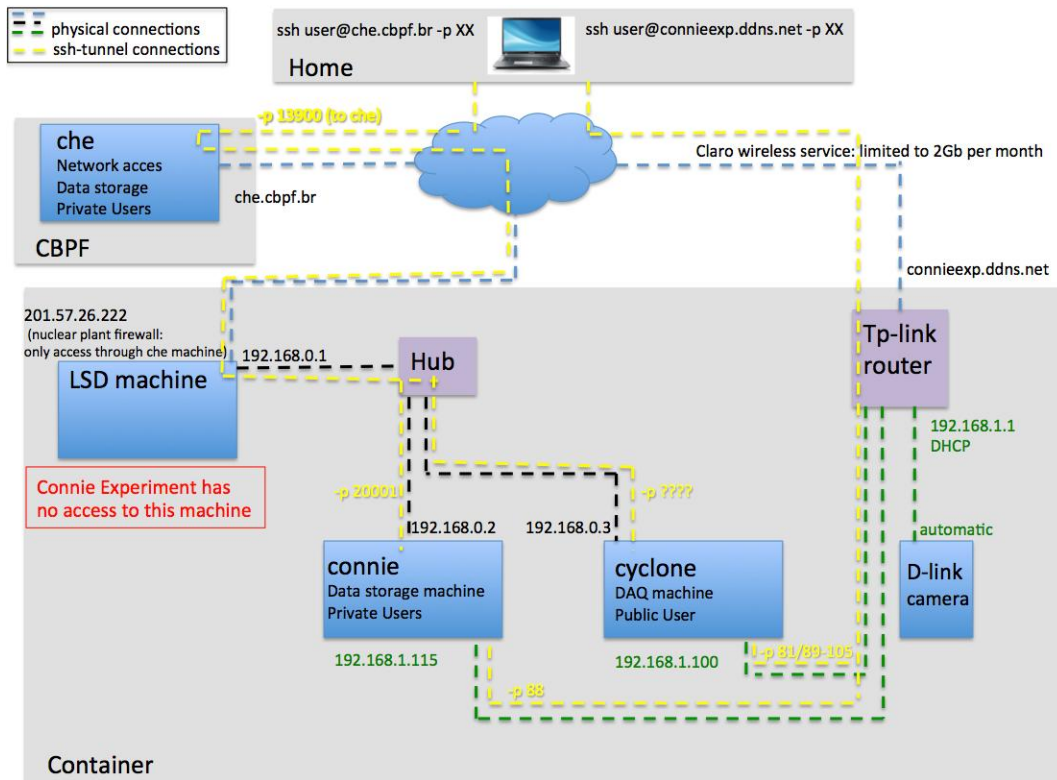 physical connections
ssh-tunnel connections
ssh user@che.cbpf.br -p XX
ssh user@connieexp.ddns.net -p XX
Home
-p 13900 (to che)
che
Network acces
Data storage
Private Users
che.cbpf.br
CBPF
Claro wireless service: limited to 2Gb per month
connieexp.ddns.net
201.57.26.222
(nuclear plant firewall:
only access through che machine)
192.168.0.1
LSD machine
Hub
Tp-link
router
Connie Experiment has
no access to this machine
192.168.1.1
DHCP
-p 20001
-p ????
192.168.0.2
192.168.0.3
automatic
connie
Data storage machine
Private Users
cyclone
DAQ machine
Public User
D-link
camera
192.168.1.115
192.168.1.100
-p 81/89-105
-p 88
Container